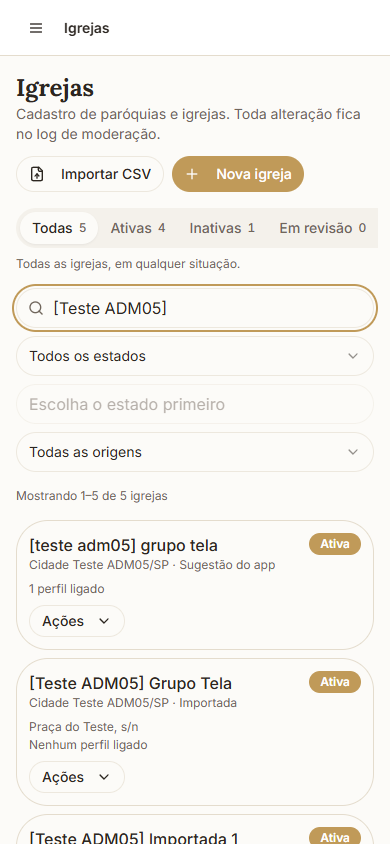 Igrejas
Igrejas
Cadastro de paróquias e igrejas. Toda alteração fica
no log de moderação.
Importar CSV
Nova igreja
Todas 5
Ativas 4
Inativas 1
Em revisão 0
Todas as igrejas, em qualquer situação.
[Teste ADM05]
Todos os estados
Escolha o estado primeiro
Todas as origens
Mostrando 1–5 de 5 igrejas
[teste adm05] grupo tela
Ativa
Cidade Teste ADM05/SP · Sugestão do app
1 perfil ligado
Ações
[Teste ADM05] Grupo Tela
Ativa
Cidade Teste ADM05/SP · Importada
Praça do Teste, s/n
Nenhum perfil ligado
Ações
[Teste ADM05] Importada 1
Ativa